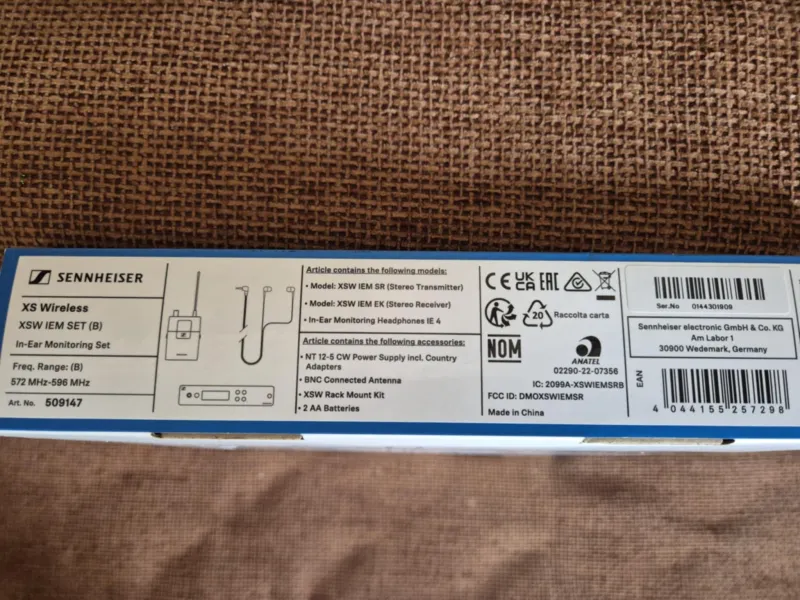 SENNHEISER
XS Wireless
XSW IEM SET (B)
In-Ear Monitoring Set
Freq. Range: (B)
572 MHz-596 MHz
Art. No. 509147
Article contains the following models:
• Model: XSW IEM SR (Stereo Transmitter)
• Model: XSW IEM EK (Stereo Receiver)
• In-Ear Monitoring Headphones IE 4
Article contains the following accessories:
• NT 12-5 CW Power Supply incl. Country
Adapters
• BNC Connected Antenna
• XSW Rack Mount Kit
• 2 AA Batteries
CE UK CA EAC
20 Raccolta carta
NOM
ANATEL
02290-22-07356
IC: 2099A-XSWIEMSRB
FCC ID: DMOXSWIEMSR
Made in China
Ser.No 0144301909
Sennheiser electronic GmbH & Co. KG
Am Labor 1
30900 Wedemark, Germany
EAN
4 044155 257298